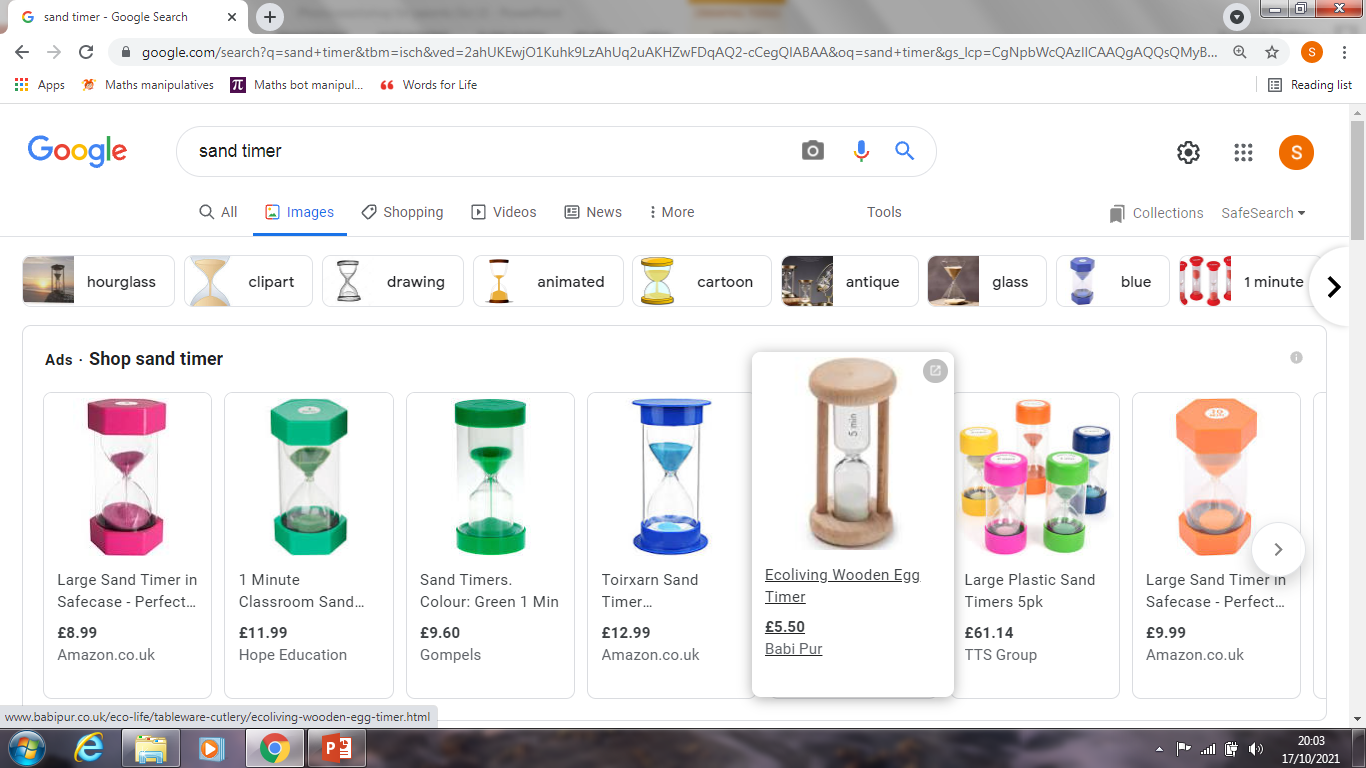 sand timer - Google Search
google.com/search?q=sand+timer&tbm=isch&ved=2ahUKEwjO1Kuhk9LzAhUq2uAKHZwFDqAQ2-cCegQIABAA&oq=sand+timer&gs_lcp=CgNpbWcQAzIICAAQgAQQsQMyB...
S
Apps
Maths manipulatives
Maths bot manipul...
Words for Life
Reading list
Google
sand timer
S
All
Images
Shopping
Videos
News
More
Tools
Collections
SafeSearch
hourglass
clipart
drawing
animated
cartoon
antique
glass
blue
1 minute
Ads · Shop sand timer
5 min
10
Large Sand Timer in
Safecase - Perfect...
£8.99
Amazon.co.uk
1 Minute
Classroom Sand...
£11.99
Hope Education
Sand Timers.
Colour: Green 1 Min
£9.60
Gompels
Toirxarn Sand
Timer...
£12.99
Amazon.co.uk
Ecoliving Wooden Egg
Timer
£5.50
Babi Pur
Large Plastic Sand
Timers 5pk
£61.14
TTS Group
Large Sand Timer in
Safecase - Perfect...
£9.99
Amazon.co.uk
www.babipur.co.uk/eco-life/tableware-cutlery/ecoliving-wooden-egg-timer.html
20:03
17/10/2021